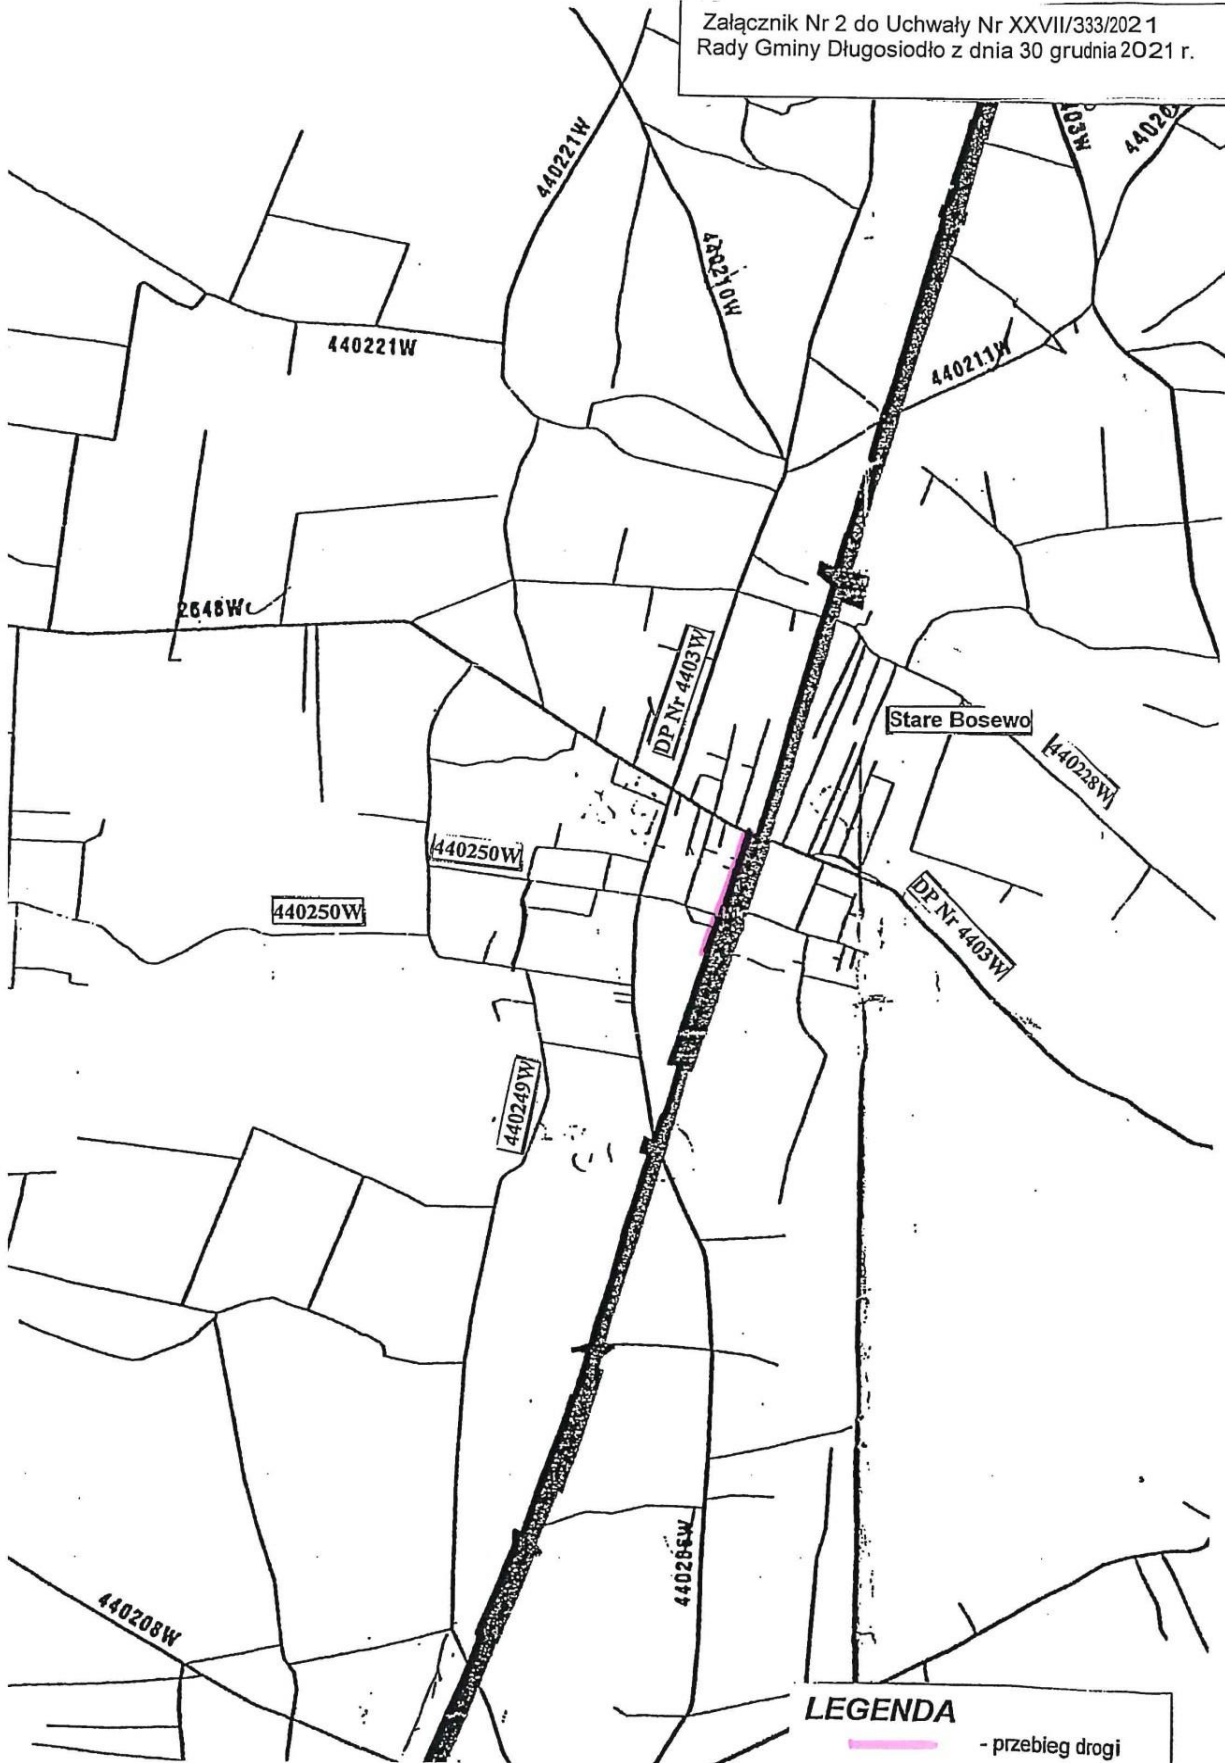 Załącznik Nr 2 do Uchwały Nr XXVII/333/2021
Rady Gminy Długosiodło z dnia 30 grudnia 2021 r.
440221W
440210W
440221W
440211W
2648W
DP Nr 4403W
Stare Bosewo
440228W
440250W
440250W
DP Nr 4403W
440249W
440208W
LEGENDA
- przebieg drogi